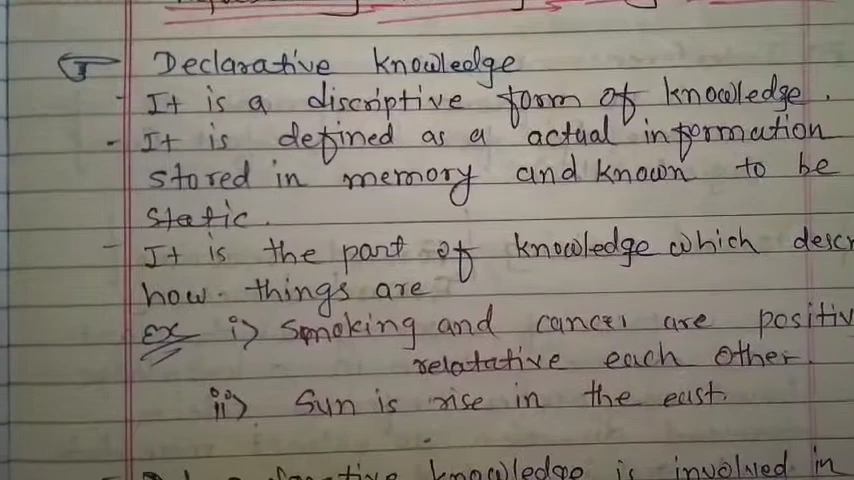 Declarative knowledge
- It is a discriptive form of knowledge.
- It is defined as a actual information
stored in memory and known to be
static.
- It is the part of knowledge which descr
how things are
Ex i) Smoking and cancer are positiv
relatative each other.
ii) Sun is rise in the east.
knowledge is involved in